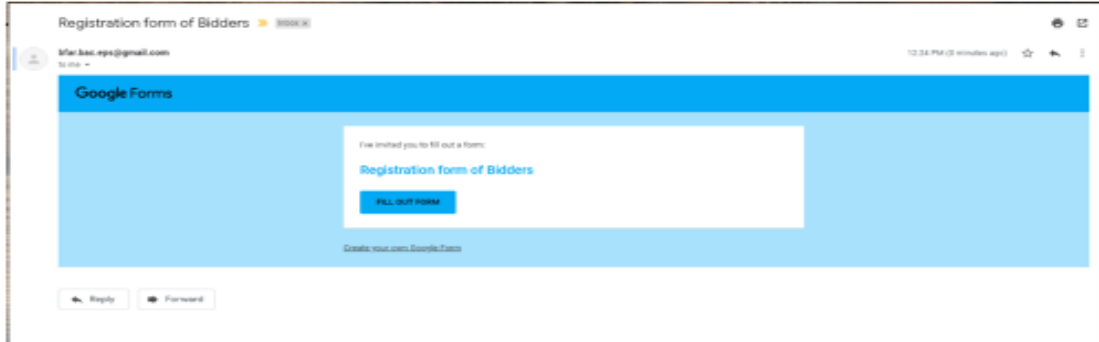 Registration form of Bidders
Inbox x
bfar.bac.eps@gmail.com
12:24 PM (0 minutes ago)
to me
Google Forms
I've invited you to fill out a form:
Registration form of Bidders
FILL OUT FORM
Create your own Google Form
Reply
Forward